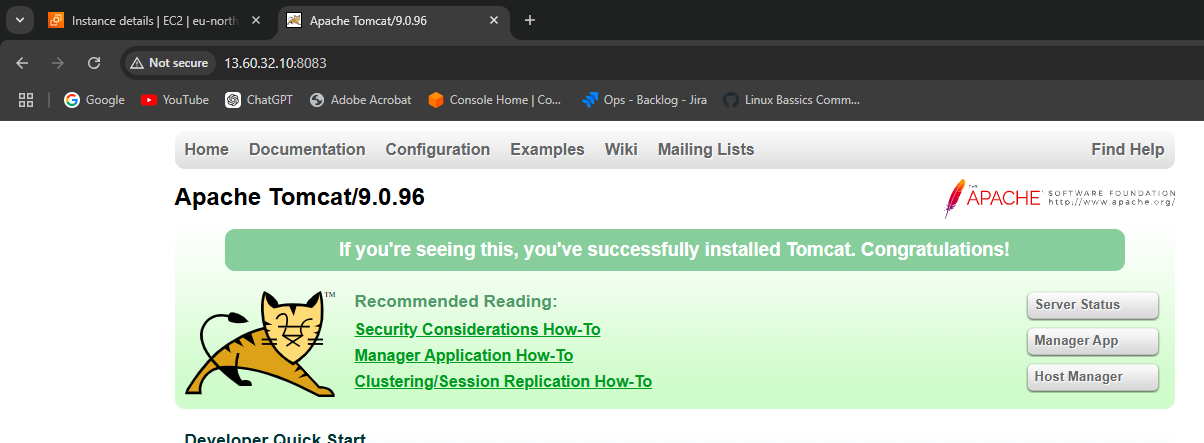 Instance details | EC2 | eu-north
Apache Tomcat/9.0.96
Not secure 13.60.32.10:8083
Google YouTube ChatGPT Adobe Acrobat Console Home | Co... Ops - Backlog - Jira Linux Bassics Comm...
Home Documentation Configuration Examples Wiki Mailing Lists Find Help
Apache Tomcat/9.0.96
THE APACHE SOFTWARE FOUNDATION
http://www.apache.org/
If you're seeing this, you've successfully installed Tomcat. Congratulations!
TM
Recommended Reading:
Security Considerations How-To
Manager Application How-To
Clustering/Session Replication How-To
Server Status
Manager App
Host Manager
Developer Quick Start